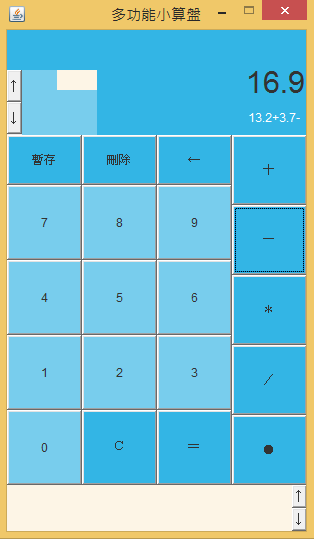 多功能小算盤
↑
16.9
↓
13.2+3.7-
暫存 刪除 ← +
7 8 9 −
4 5 6 *
1 2 3 /
0 C = ●
↑
↓